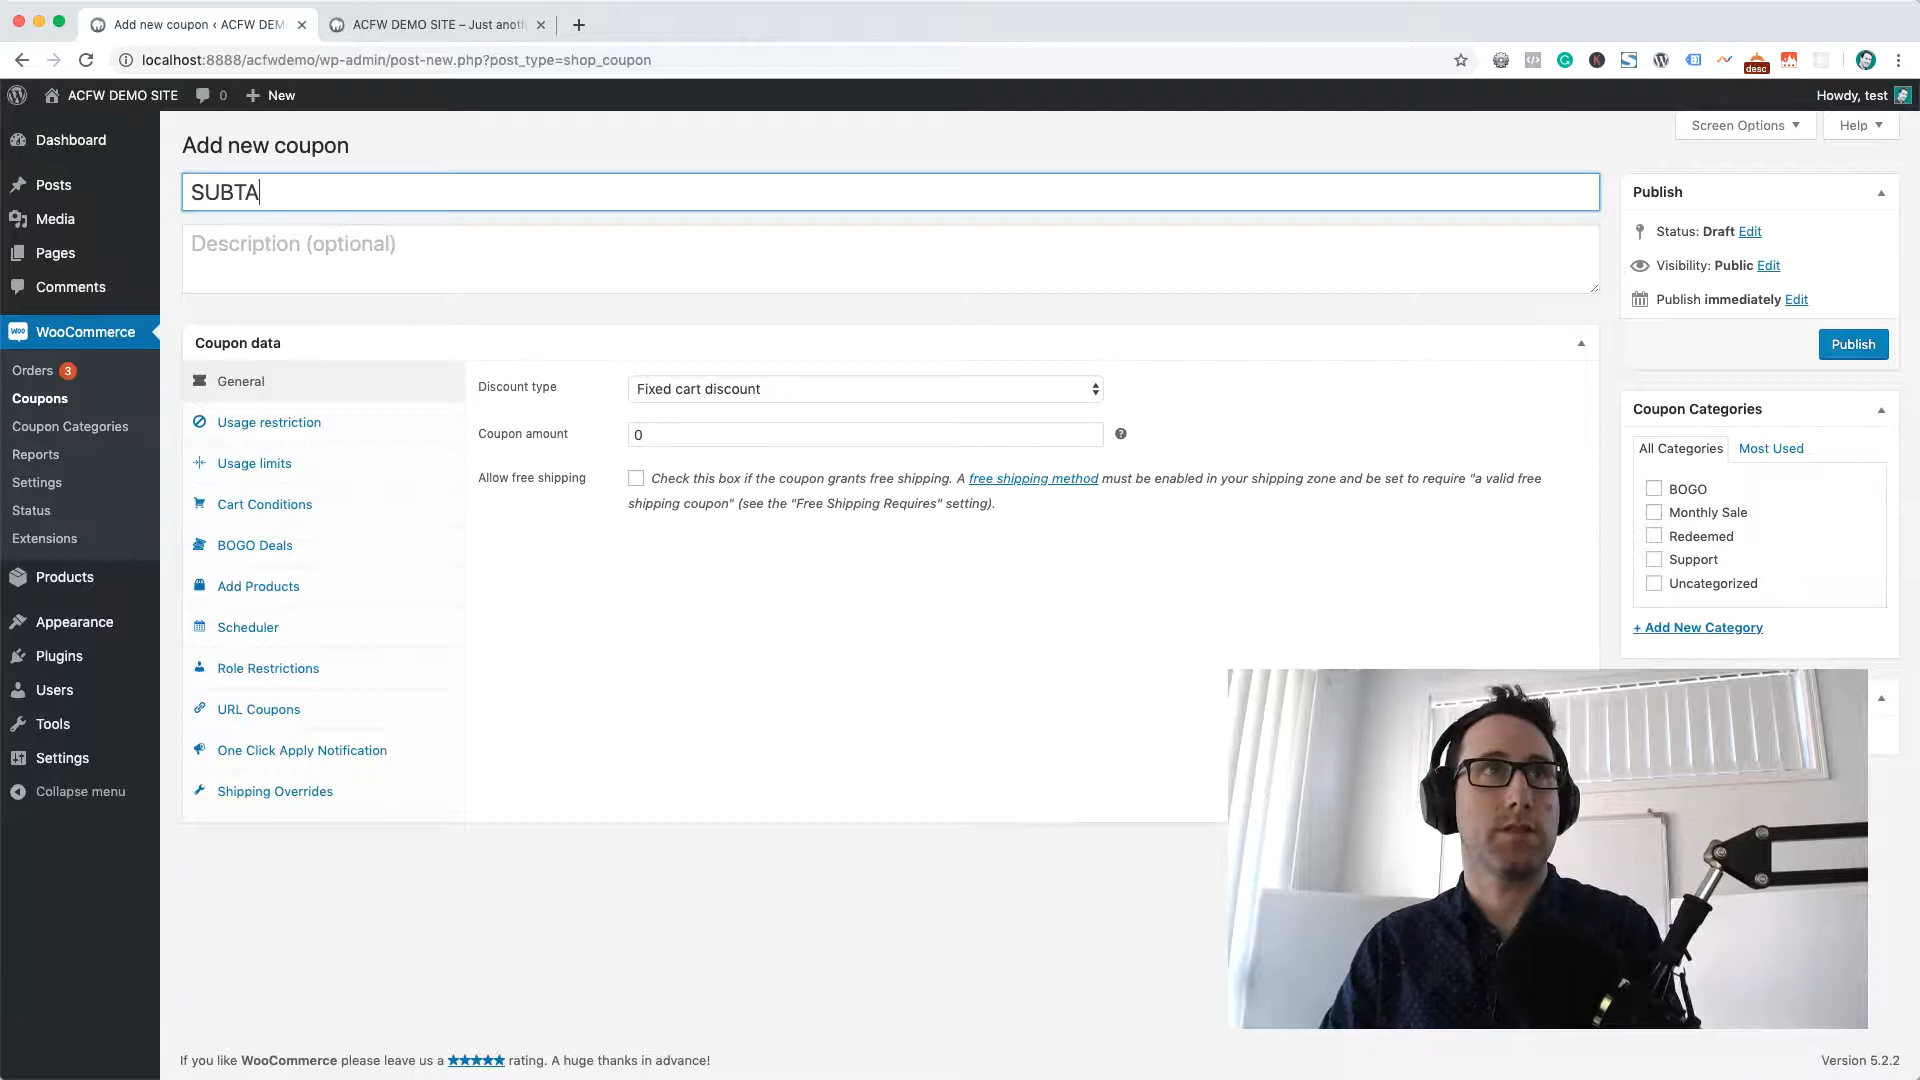 Add new coupon ‹ ACFW DEM
ACFW DEMO SITE – Just anoth
localhost:8888/acfwdemo/wp-admin/post-new.php?post_type=shop_coupon
desc
ACFW DEMO SITE
0
New
Howdy, test
Dashboard
Posts
Media
Pages
Comments
WooCommerce
Orders 3
Coupons
Coupon Categories
Reports
Settings
Status
Extensions
Products
Appearance
Plugins
Users
Tools
Settings
Collapse menu
Screen Options
Help
Add new coupon
SUBTA
Description (optional)
Coupon data
General
Usage restriction
Usage limits
Cart Conditions
BOGO Deals
Add Products
Scheduler
Role Restrictions
URL Coupons
One Click Apply Notification
Shipping Overrides
Discount type
Fixed cart discount
Coupon amount
0
Allow free shipping
Check this box if the coupon grants free shipping. A free shipping method must be enabled in your shipping zone and be set to require "a valid free
shipping coupon" (see the "Free Shipping Requires" setting).
Publish
Status: Draft Edit
Visibility: Public Edit
Publish immediately Edit
Publish
Coupon Categories
All Categories
Most Used
BOGO
Monthly Sale
Redeemed
Support
Uncategorized
+ Add New Category
If you like WooCommerce please leave us a ★★★★★ rating. A huge thanks in advance!
Version 5.2.2